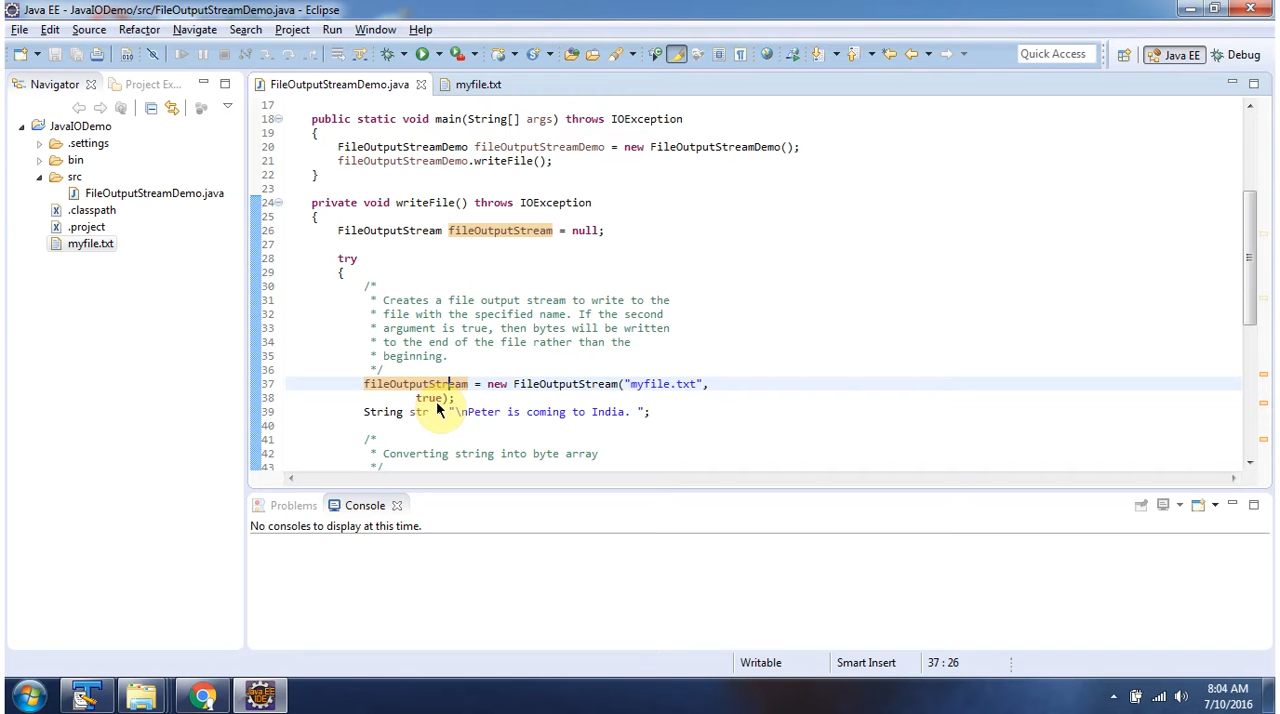 Java EE - JavaIODemo/src/FileOutputStreamDemo.java - Eclipse
File Edit Source Refactor Navigate Search Project Run Window Help
Quick Access Java EE Debug
Navigator Project Ex... FileOutputStreamDemo.java myfile.txt
JavaIODemo
.settings
bin
src
FileOutputStreamDemo.java
.classpath
.project
myfile.txt
17
18 public static void main(String[] args) throws IOException
19 {
20 FileOutputStreamDemo fileOutputStreamDemo = new FileOutputStreamDemo();
21 fileOutputStreamDemo.writeFile();
22 }
23
24 private void writeFile() throws IOException
25 {
26 FileOutputStream fileOutputStream = null;
27
28 try
29 {
30 /*
31 * Creates a file output stream to write to the
32 * file with the specified name. If the second
33 * argument is true, then bytes will be written
34 * to the end of the file rather than the
35 * beginning.
36 */
37 fileOutputStream = new FileOutputStream("myfile.txt",
38 true);
39 String str = "\nPeter is coming to India. ";
40
41 /*
42 * Converting string into byte array
43 */
Problems Console
No consoles to display at this time.
Writable Smart Insert 37 : 26
Java EE IDE
8:04 AM
7/10/2016